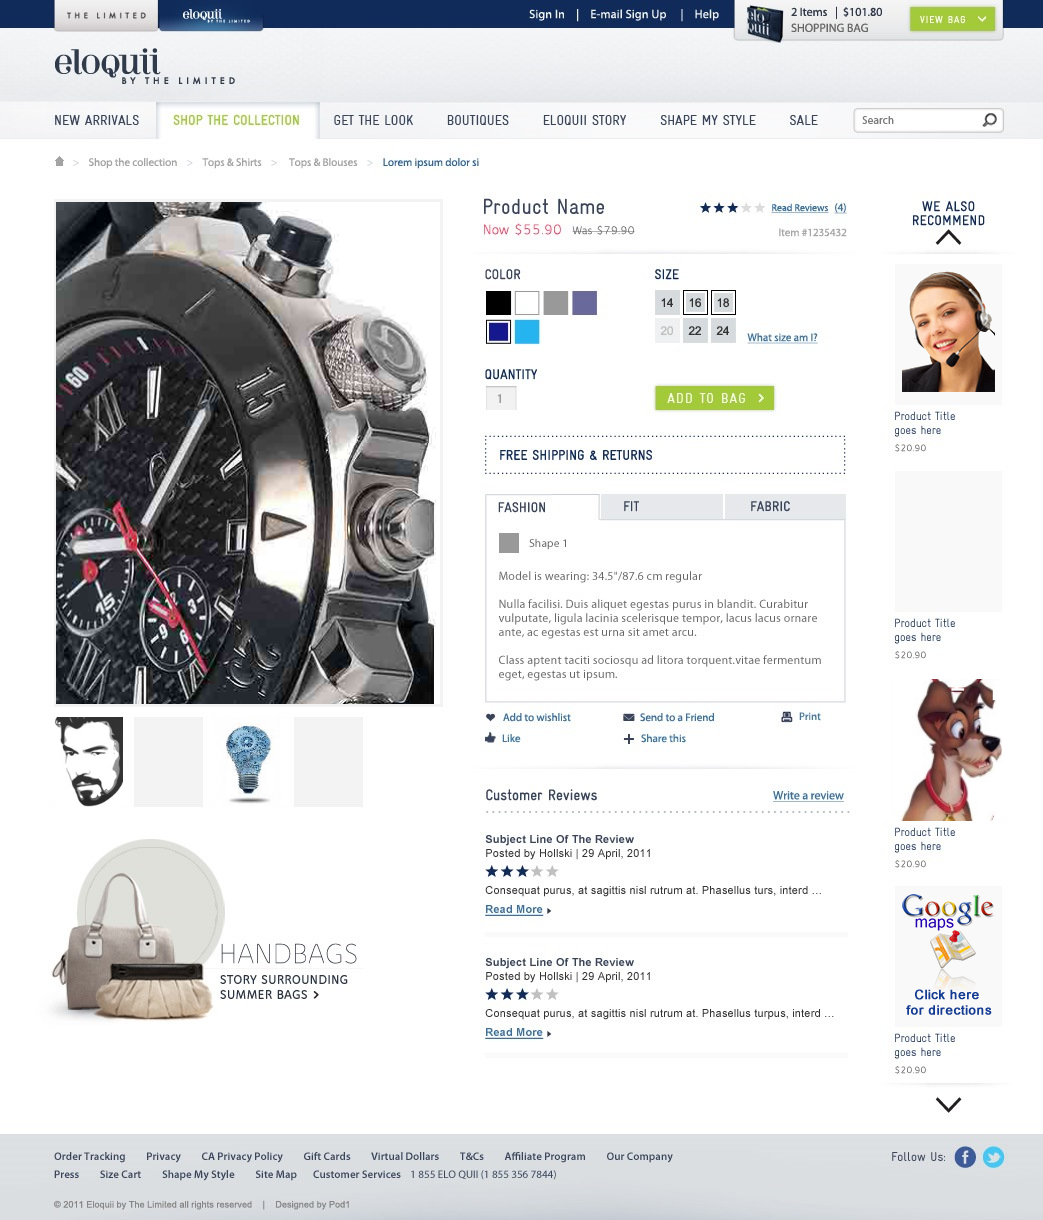 THE LIMITED
eloquii
BY THE LIMITED
Sign In | E-mail Sign Up | Help
eloquii
2 Items | $101.80
SHOPPING BAG
VIEW BAG
eloquii
BY THE LIMITED
NEW ARRIVALS
SHOP THE COLLECTION
GET THE LOOK
BOUTIQUES
ELOQUII STORY
SHAPE MY STYLE
SALE
Search
> Shop the collection > Tops & Shirts > Tops & Blouses > Lorem ipsum dolor si
60
15
15
Product Name
Read Reviews (4)
Now $55.90 Was $79.90
Item #1235432
COLOR
SIZE
14 16 18
20 22 24
What size am I?
QUANTITY
1
ADD TO BAG >
FREE SHIPPING & RETURNS
FASHION
FIT
FABRIC
Shape 1
Model is wearing: 34.5"/87.6 cm regular
Nulla facilisi. Duis aliquet egestas purus in blandit. Curabitur
vulputate, ligula lacinia scelerisque tempor, lacus lacus ornare
ante, ac egestas est urna sit amet arcu.
Class aptent taciti sociosqu ad litora torquent.vitae fermentum
eget, egestas ut ipsum.
Add to wishlist
Send to a Friend
Print
Like
Share this
Customer Reviews
Write a review
Subject Line Of The Review
Posted by Hollski | 29 April, 2011
Consequat purus, at sagittis nisl rutrum at. Phasellus turs, interd ...
Read More
Subject Line Of The Review
Posted by Hollski | 29 April, 2011
Consequat purus, at sagittis nisl rutrum at. Phasellus turpus, interd ...
Read More
HANDBAGS
STORY SURROUNDING
SUMMER BAGS >
WE ALSO
RECOMMEND
Product Title
goes here
$20.90
Product Title
goes here
$20.90
Product Title
goes here
$20.90
Google
maps
Click here
for directions
Product Title
goes here
$20.90
Order Tracking Privacy CA Privacy Policy Gift Cards Virtual Dollars T&Cs Affiliate Program Our Company
Press Size Cart Shape My Style Site Map Customer Services 1 855 ELO QUII (1 855 356 7844)
Follow Us:
© 2011 Eloquii by The Limited all rights reserved | Designed by Pod1